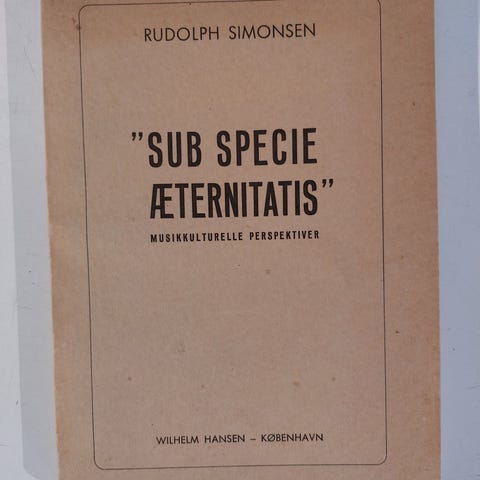 RUDOLPH SIMONSEN
”SUB SPECIE
ÆTERNITATIS”
MUSIKKULTURELLE PERSPEKTIVER
WILHELM HANSEN – KØBENHAVN